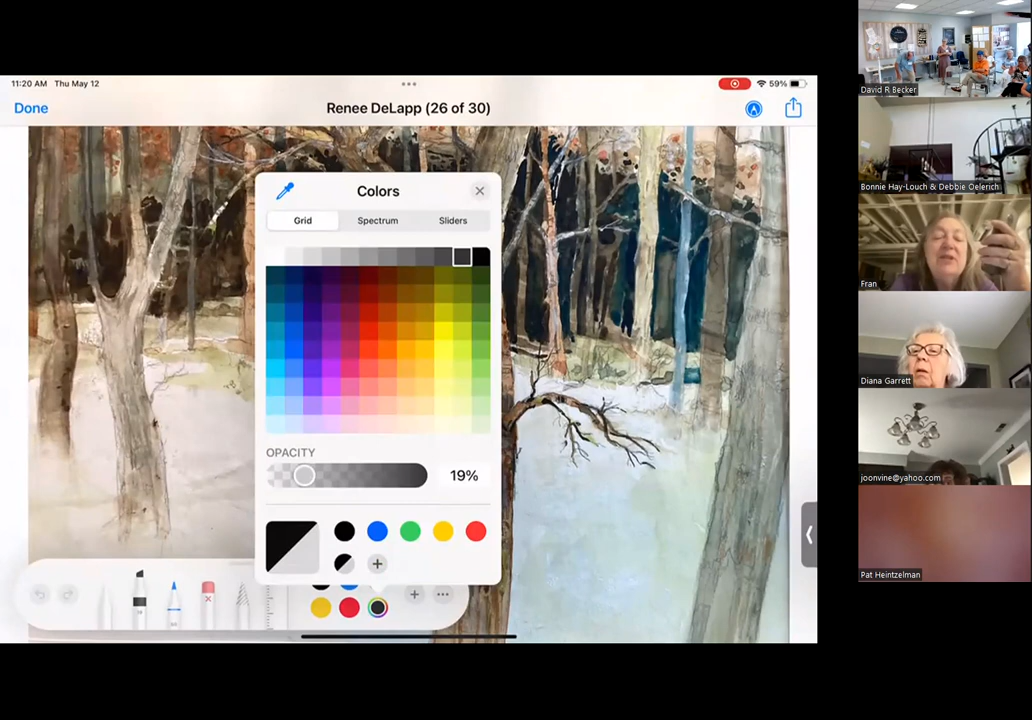 11:20 AM Thu May 12
59%
Done
Renee DeLapp (26 of 30)
Colors
Grid
Spectrum
Sliders
OPACITY
19%
David R Becker
Bonnie Hay-Louch & Debbie Oelerich
Fran
Diana Garrett
joonvine@yahoo.com
Pat Heintzelman